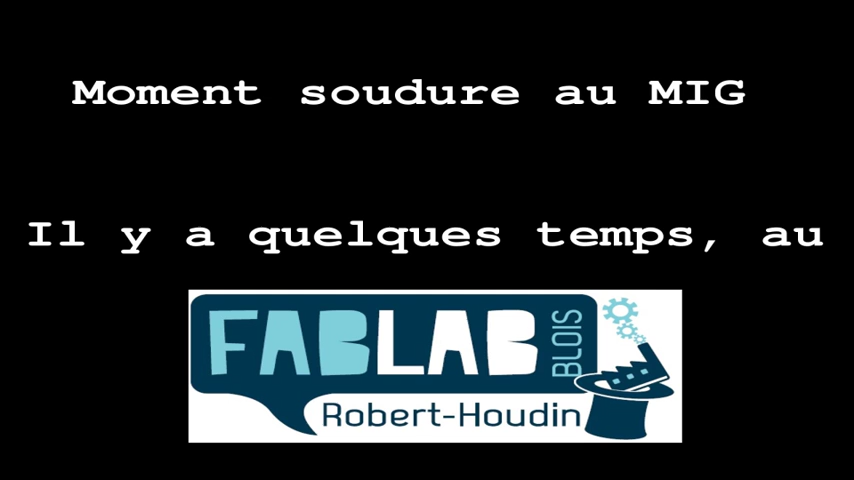 Moment soudure au MIG
Il y a quelques temps, au
FABLAB BLOIS
Robert-Houdin